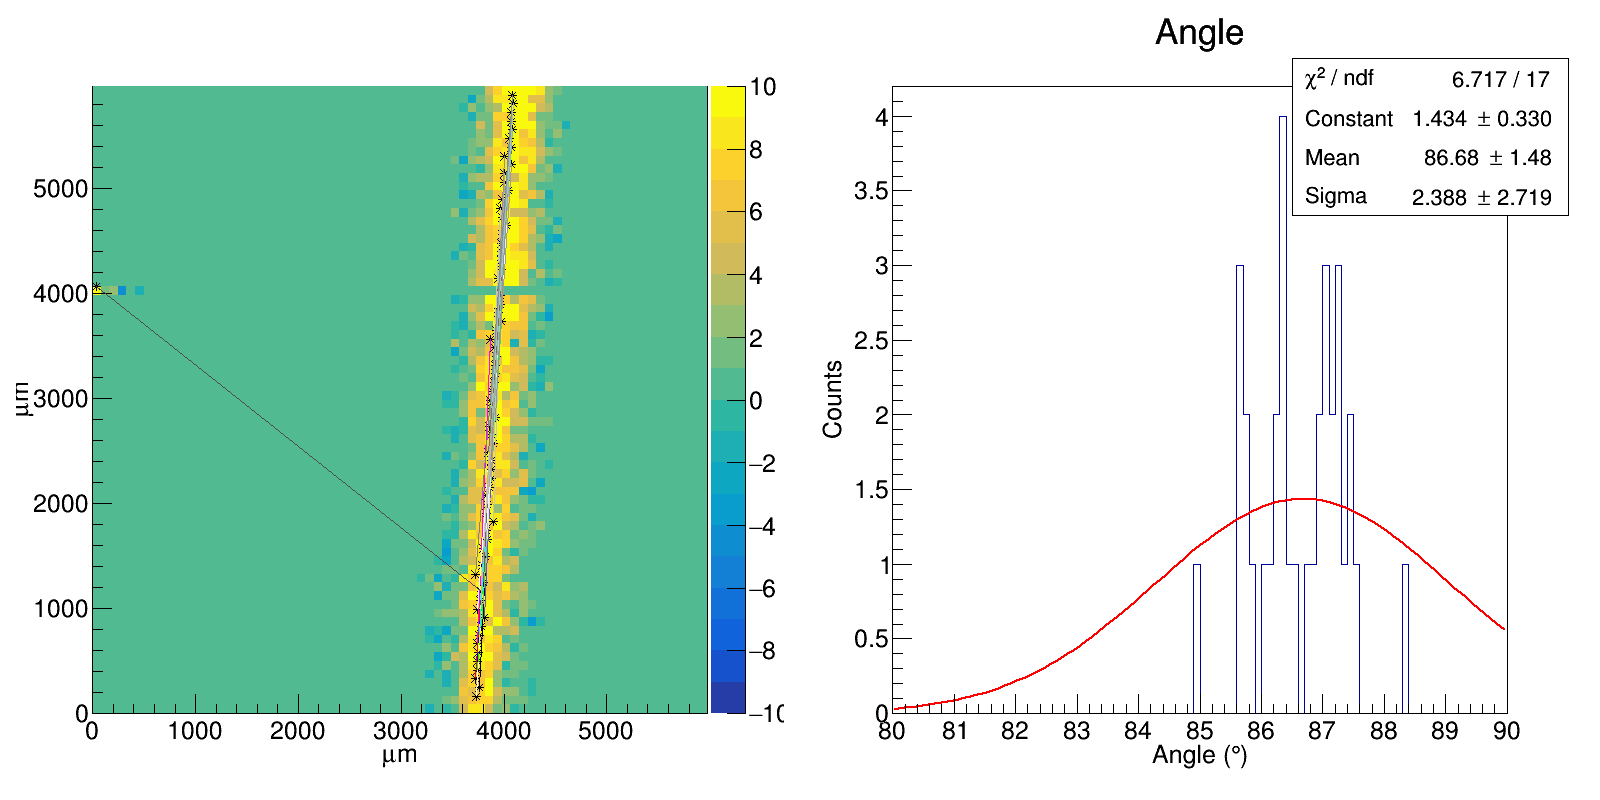 Angle
χ² / ndf 6.717 / 17
Constant 1.434 ± 0.330
Mean 86.68 ± 1.48
Sigma 2.388 ± 2.719
10
8
6
4
2
0
−2
−4
−6
−8
−10
5000
4000
3000
2000
1000
0
μm
0 1000 2000 3000 4000 5000
μm
4
3.5
3
2.5
2
1.5
1
0.5
0
Counts
80 81 82 83 84 85 86 87 88 89 90
Angle (°)